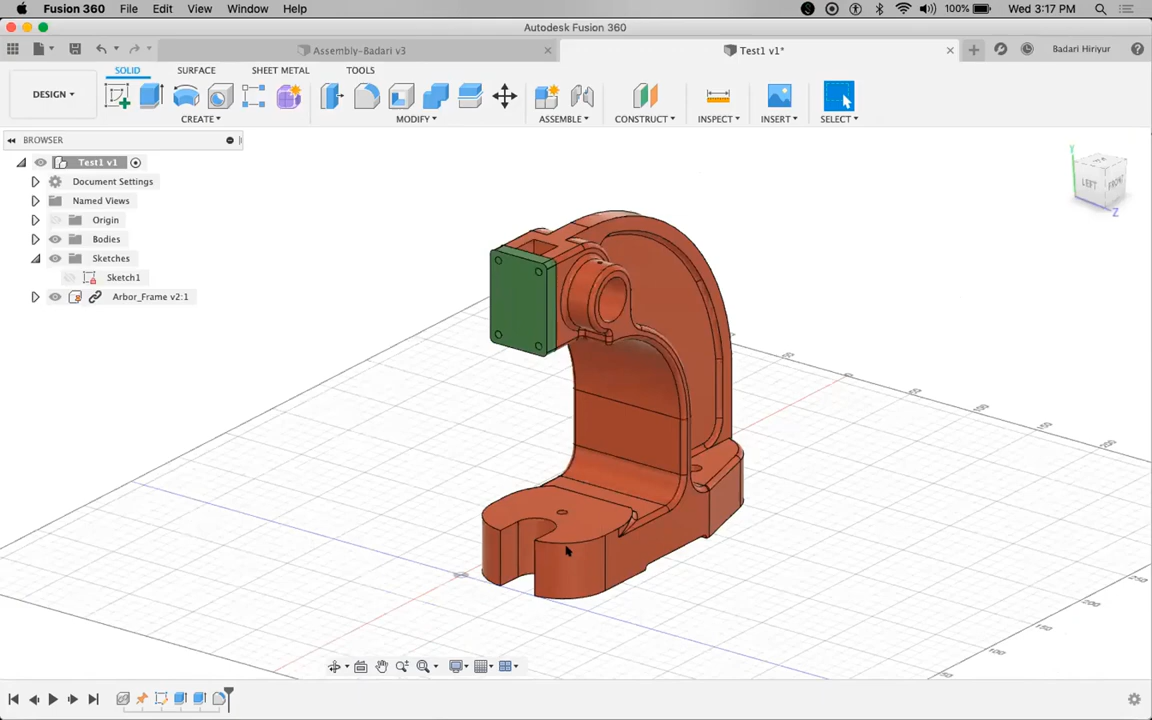 Fusion 360 File Edit View Window Help 100% Wed 3:17 PM
Autodesk Fusion 360
Assembly-Badari v3 Test1 v1* Badari Hiriyur
DESIGN SOLID SURFACE SHEET METAL TOOLS
CREATE MODIFY ASSEMBLE CONSTRUCT INSPECT INSERT SELECT
BROWSER
Test1 v1
Document Settings
Named Views
Origin
Bodies
Sketches
Sketch1
Arbor_Frame v2:1
Y
LEFT FRONT
Z